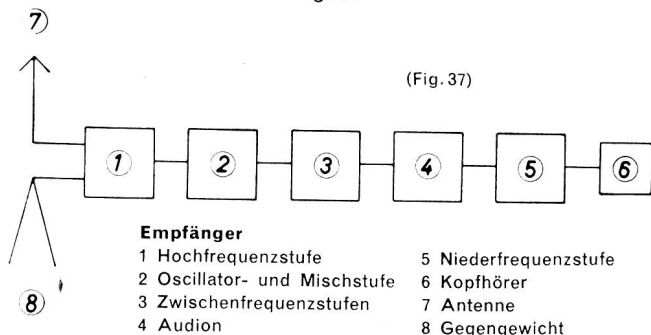 7
(Fig. 37)
1 2 3 4 5 6
8
Empfänger
1 Hochfrequenzstufe
2 Oscillator- und Mischstufe
3 Zwischenfrequenzstufen
4 Audion
5 Niederfrequenzstufe
6 Kopfhörer
7 Antenne
8 Gegengewicht